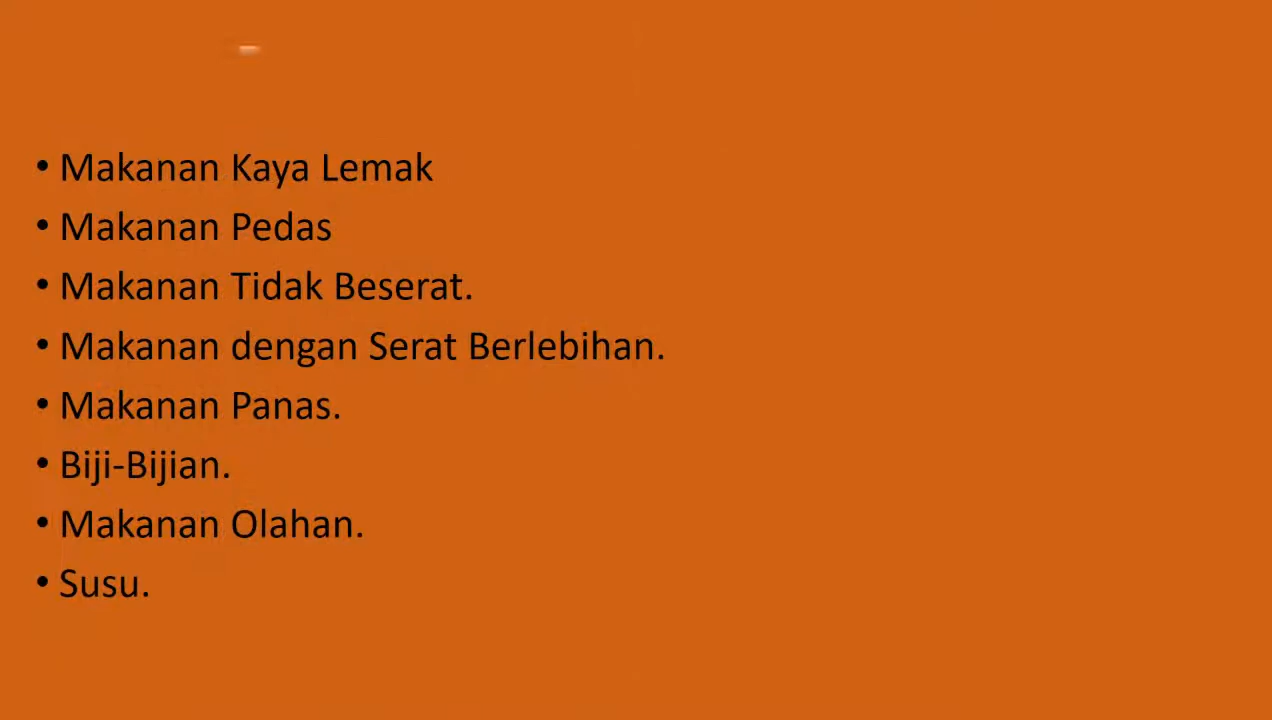 • Makanan Kaya Lemak
• Makanan Pedas
• Makanan Tidak Beserat.
• Makanan dengan Serat Berlebihan.
• Makanan Panas.
• Biji-Bijian.
• Makanan Olahan.
• Susu.